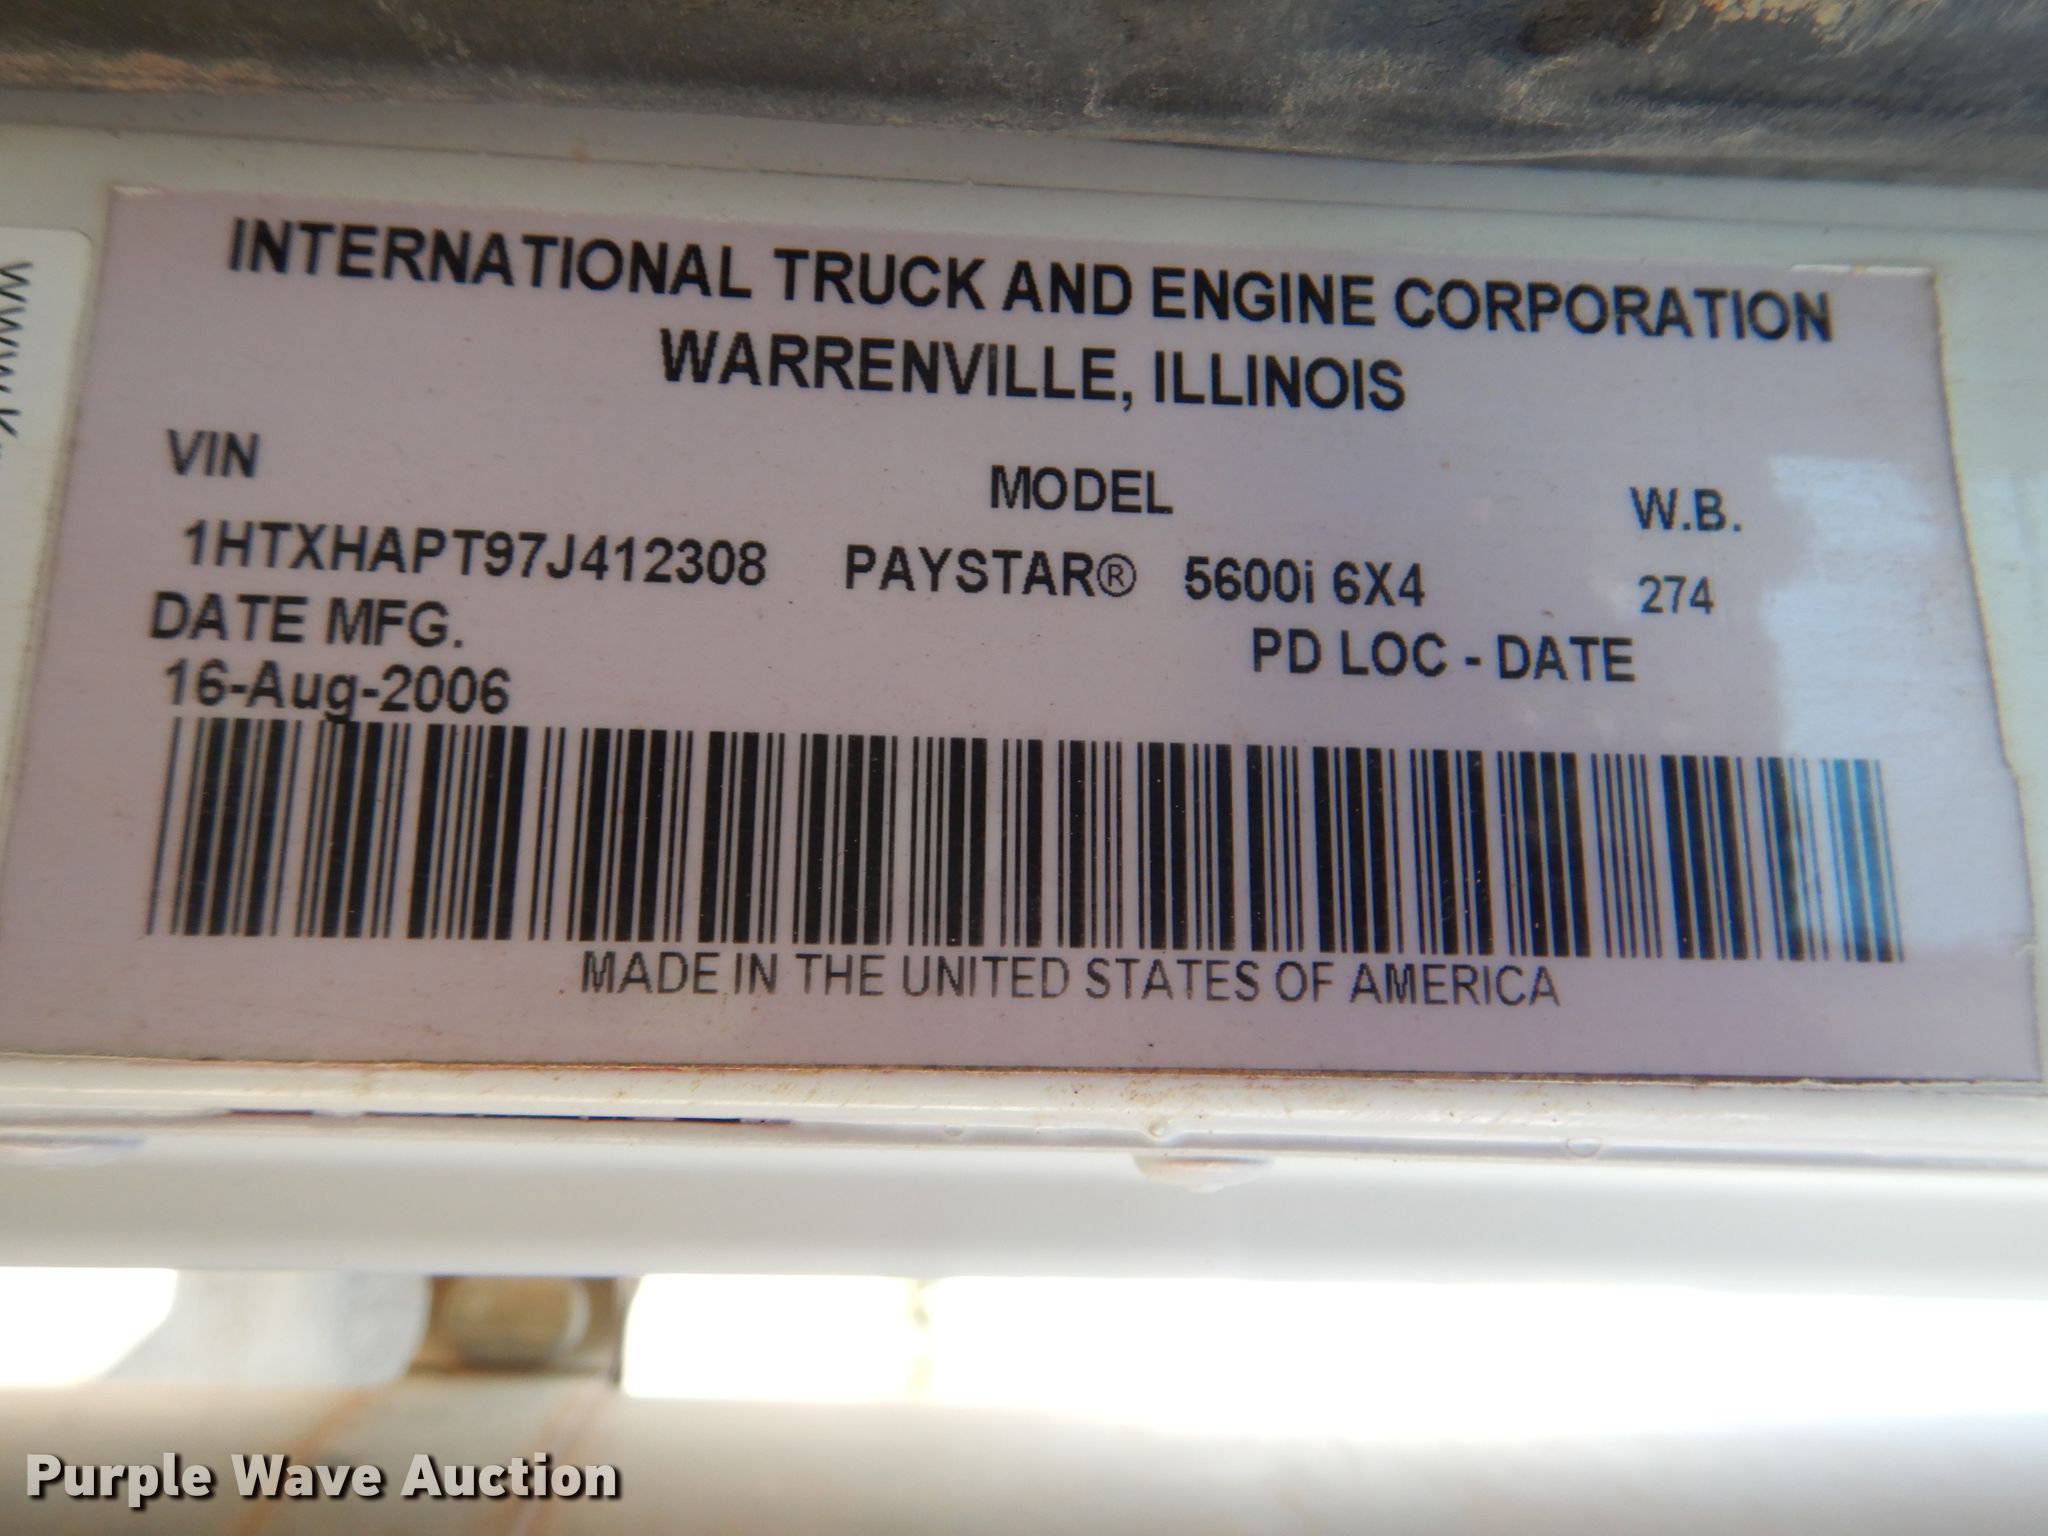 INTERNATIONAL TRUCK AND ENGINE CORPORATION
WARRENVILLE, ILLINOIS
VIN MODEL W.B.
1HTXHAPT97J412308 PAYSTAR® 5600i 6X4 274
DATE MFG. PD LOC - DATE
16-Aug-2006
MADE IN THE UNITED STATES OF AMERICA
WWW.K
Purple Wave Auction